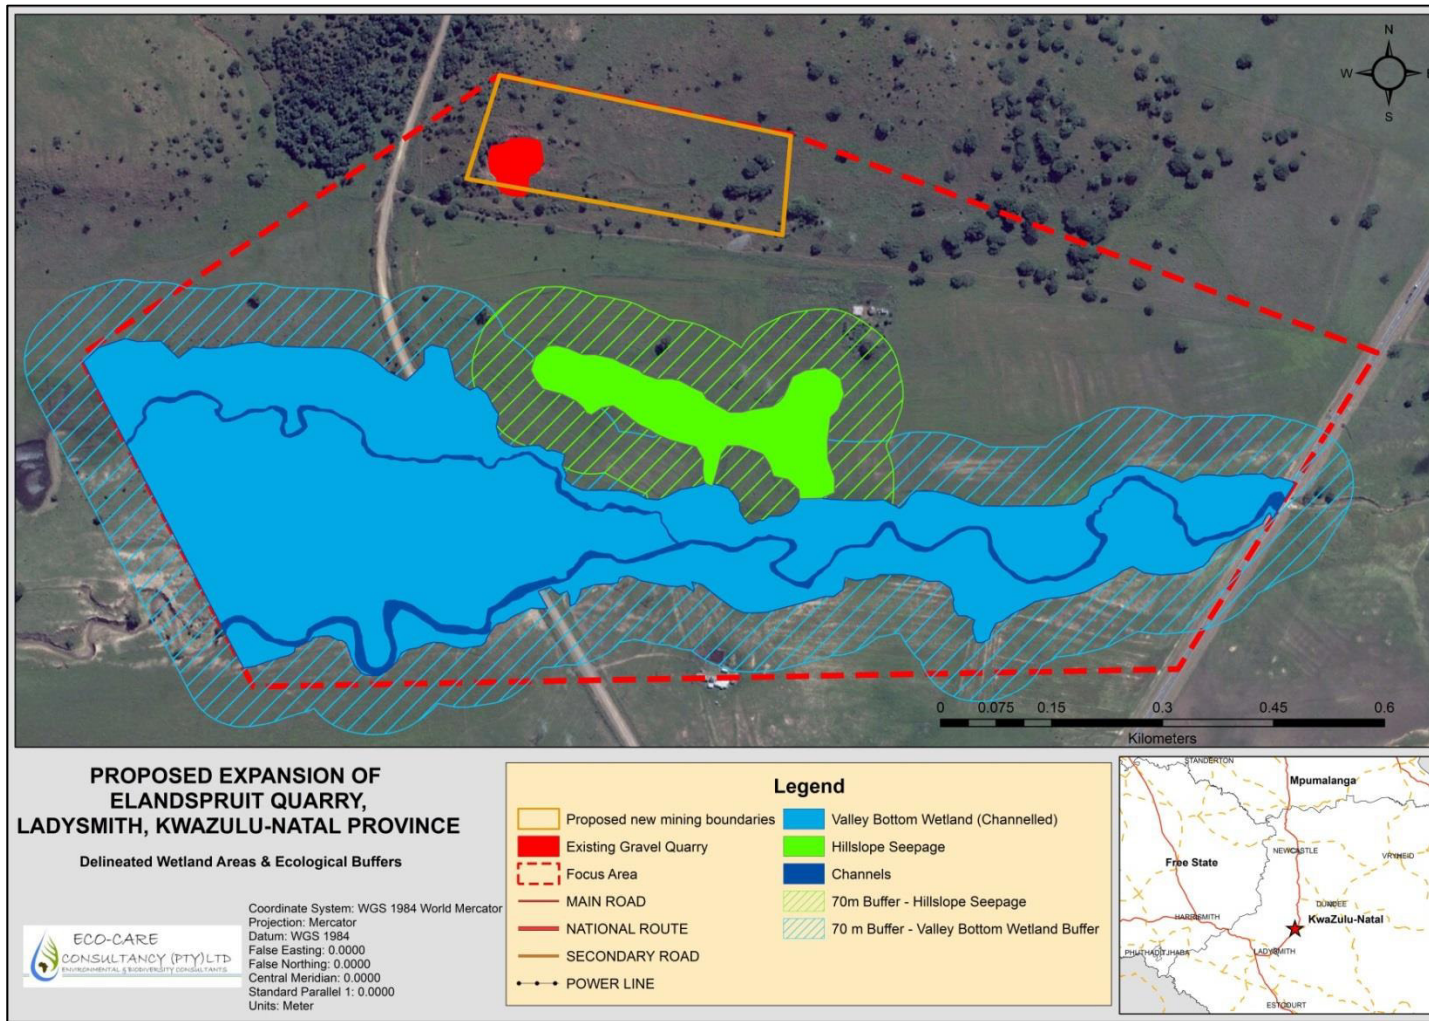 N
W
E
S
0 0.075 0.15 0.3 0.45 0.6
Kilometers
PROPOSED EXPANSION OF
ELANDSPRUIT QUARRY,
LADYSMITH, KWAZULU-NATAL PROVINCE
Delineated Wetland Areas & Ecological Buffers
ECO-CARE
CONSULTANCY (PTY) LTD
ENVIRONMENTAL & BIODIVERSITY CONSULTANTS
Coordinate System: WGS 1984 World Mercator
Projection: Mercator
Datum: WGS 1984
False Easting: 0.0000
False Northing: 0.0000
Central Meridian: 0.0000
Standard Parallel 1: 0.0000
Units: Meter
Legend
Proposed new mining boundaries
Existing Gravel Quarry
Focus Area
MAIN ROAD
NATIONAL ROUTE
SECONDARY ROAD
POWER LINE
Valley Bottom Wetland (Channelled)
Hillslope Seepage
Channels
70m Buffer - Hillslope Seepage
70 m Buffer - Valley Bottom Wetland Buffer
STANDERTON
Mpumalanga
NEWCASTLE
VRYHEID
Free State
DUNDEE
HARRISMITH
KwaZulu-Natal
PHUTHADITJHABA
LADYSMITH
ESTCOURT